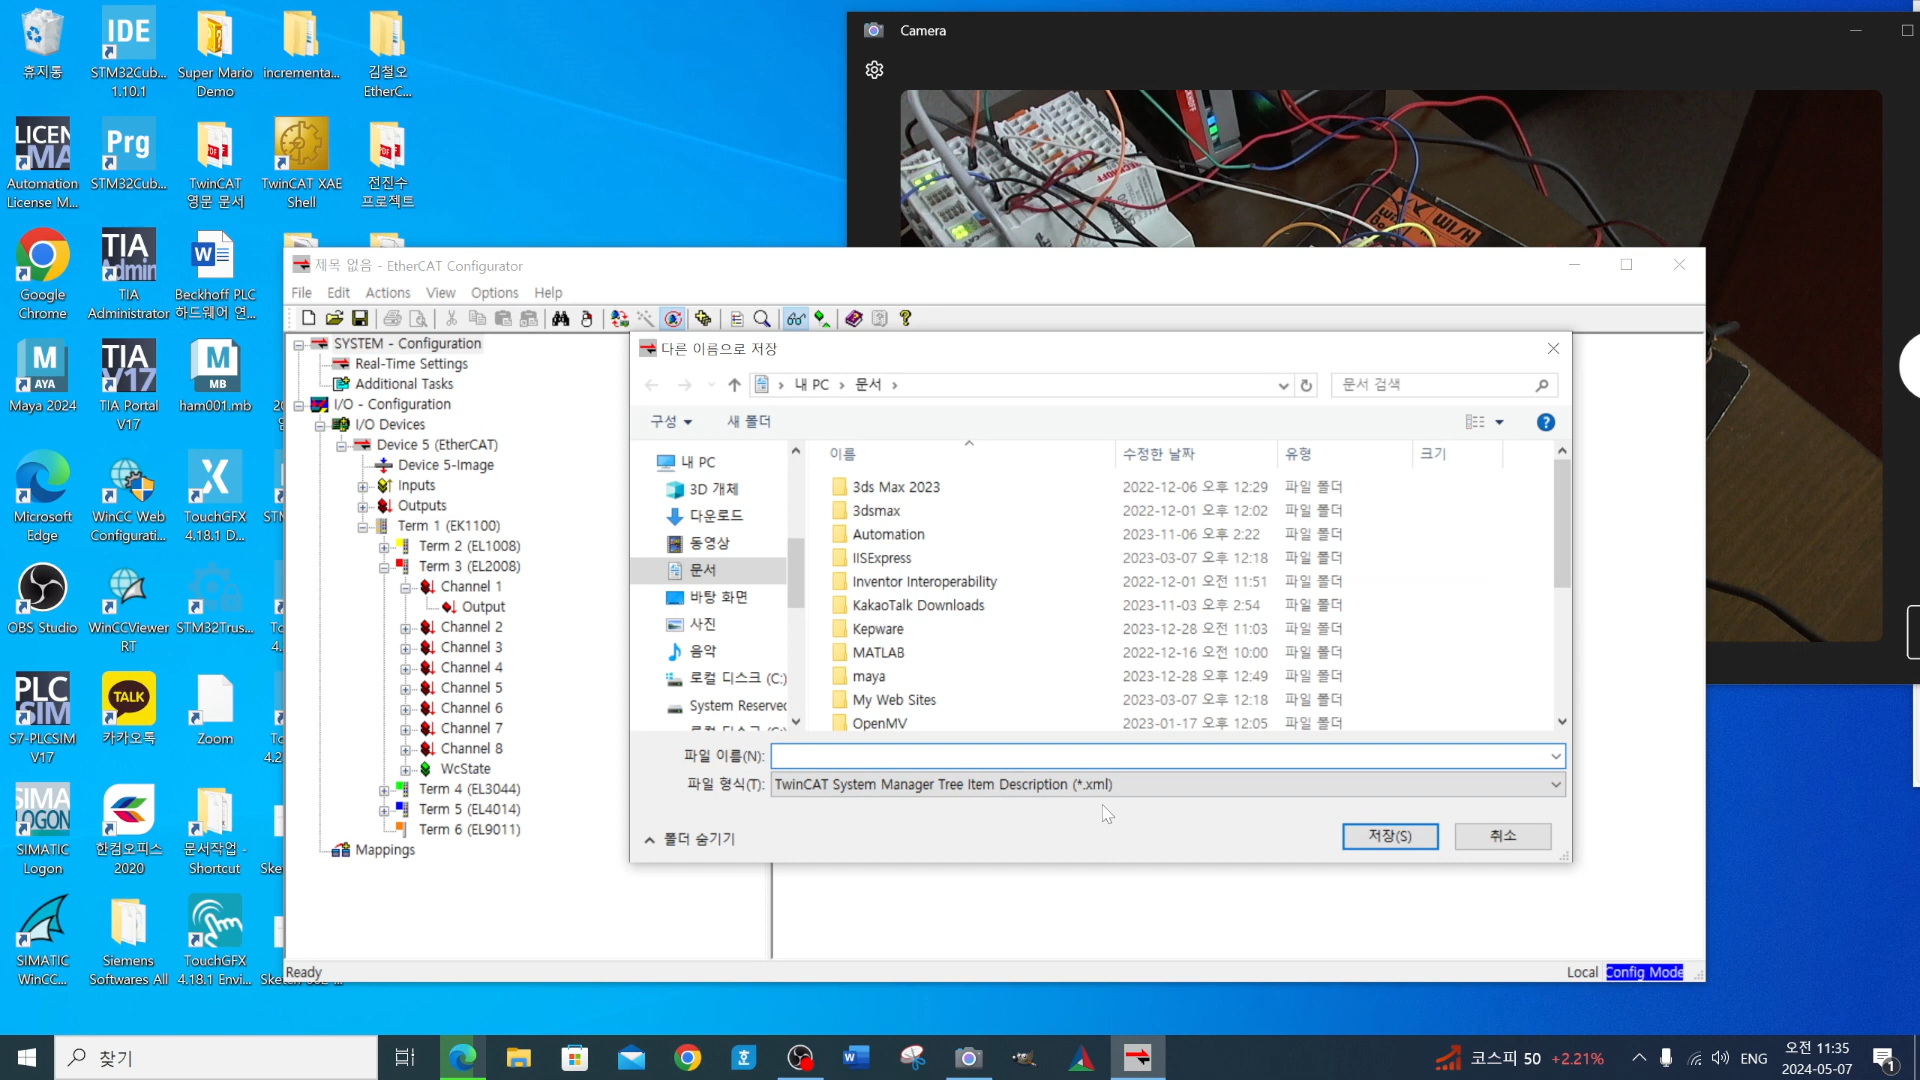 휴지통
IDE
STM32Cub...
1.10.1
Super Mario
Demo
incrementa...
김철오
EtherC...
LICEN
MA
Automation
License M...
Prg
STM32Cub...
TwinCAT
영문 문서
TwinCAT XAE
Shell
전진수
프로젝트
Google
Chrome
TIA
Admin
TIA
Administrator
Beckhoff PLC
하드웨어 연...
M
AYA
Maya 2024
TIA
V17
TIA Portal
V17
M
MB
ham001.mb
Microsoft
Edge
WinCC Web
Configurati...
TouchGFX
4.18.1 D...
OBS Studio
WinCCViewer
RT
STM32Trus...
PLC
SIM
S7-PLCSIM
V17
TALK
카카오톡
Zoom
SIMA
LOGON
SIMATIC
Logon
한컴오피스
2020
문서작업 -
Shortcut
SIMATIC
WinCC...
Siemens
Softwares All
TouchGFX
4.18.1 Envi...
Camera
BECKHOFF
WISH
제목 없음 - EtherCAT Configurator
File Edit Actions View Options Help
SYSTEM - Configuration
Real-Time Settings
Additional Tasks
I/O - Configuration
I/O Devices
Device 5 (EtherCAT)
Device 5-Image
Inputs
Outputs
Term 1 (EK1100)
Term 2 (EL1008)
Term 3 (EL2008)
Channel 1
Output
Channel 2
Channel 3
Channel 4
Channel 5
Channel 6
Channel 7
Channel 8
WcState
Term 4 (EL3044)
Term 5 (EL4014)
Term 6 (EL9011)
Mappings
Ready
Local Config Mode
다른 이름으로 저장
내 PC › 문서 ›
문서 검색
구성 새 폴더
내 PC
3D 개체
다운로드
동영상
문서
바탕 화면
사진
음악
로컬 디스크 (C:)
System Reserved
이름 수정한 날짜 유형 크기
3ds Max 2023 2022-12-06 오후 12:29 파일 폴더
3dsmax 2022-12-01 오후 12:02 파일 폴더
Automation 2023-11-06 오후 2:22 파일 폴더
IISExpress 2023-03-07 오후 12:18 파일 폴더
Inventor Interoperability 2022-12-01 오전 11:51 파일 폴더
KakaoTalk Downloads 2023-11-03 오후 2:54 파일 폴더
Kepware 2023-12-28 오전 11:03 파일 폴더
MATLAB 2022-12-16 오전 10:00 파일 폴더
maya 2023-12-28 오후 12:49 파일 폴더
My Web Sites 2023-03-07 오후 12:18 파일 폴더
OpenMV 2023-01-17 오후 12:05 파일 폴더
파일 이름(N):
파일 형식(T): TwinCAT System Manager Tree Item Description (*.xml)
폴더 숨기기
저장(S) 취소
찾기
코스피 50 +2.21%
ENG
오전 11:35
2024-05-07
1